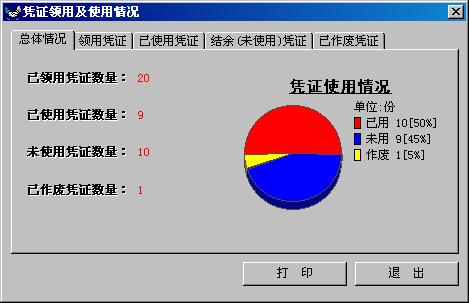 凭证领用及使用情况
总体情况 领用凭证 已使用凭证 结余(未使用)凭证 已作废凭证
已领用凭证数量： 20
已使用凭证数量： 9
未使用凭证数量： 10
已作废凭证数量： 1
凭证使用情况
单位:份
已用 10[50%]
未用 9[45%]
作废 1[5%]
打 印
退 出